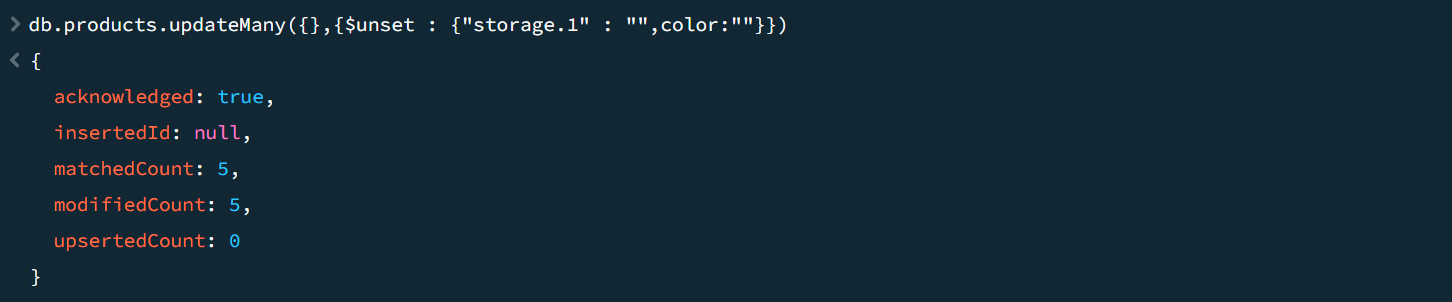 > db.products.updateMany({},{$unset : {"storage.1" : "",color:""}})
< {
acknowledged: true,
insertedId: null,
matchedCount: 5,
modifiedCount: 5,
upsertedCount: 0
}